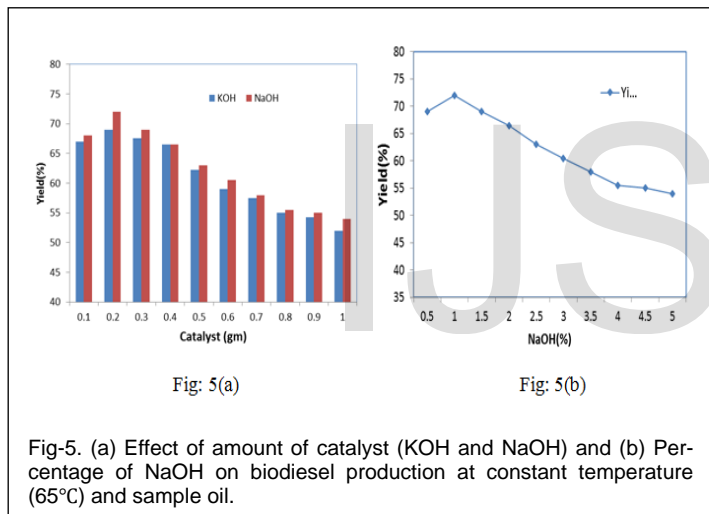 80
75
70
65
60
55
50
45
40
Yield(%)
KOH NaOH
0.1 0.2 0.3 0.4 0.5 0.6 0.7 0.8 0.9 1
Catalyst (gm)
Fig: 5(a)
80
75
70
65
60
55
50
45
40
35
Yield(%)
Yi...
0.5 1 1.5 2 2.5 3 3.5 4 4.5 5
NaOH(%)
Fig: 5(b)
IJS
Fig-5. (a) Effect of amount of catalyst (KOH and NaOH) and (b) Per-
centage of NaOH on biodiesel production at constant temperature
(65°C) and sample oil.